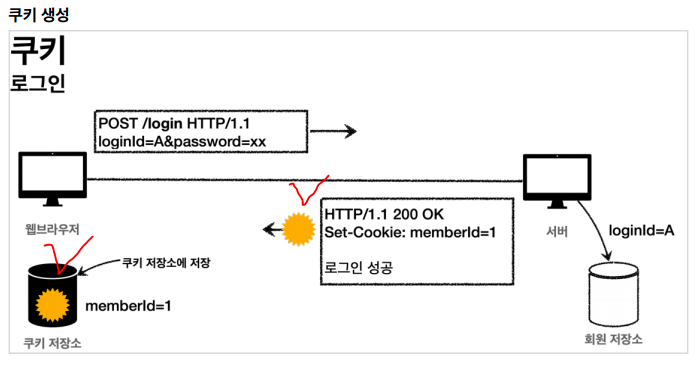 쿠키 생성
쿠키
로그인
POST /login HTTP/1.1
loginId=A&password=xx
웹브라우저
HTTP/1.1 200 OK
Set-Cookie: memberId=1
로그인 성공
서버
loginId=A
쿠키 저장소에 저장
memberId=1
쿠키 저장소
회원 저장소